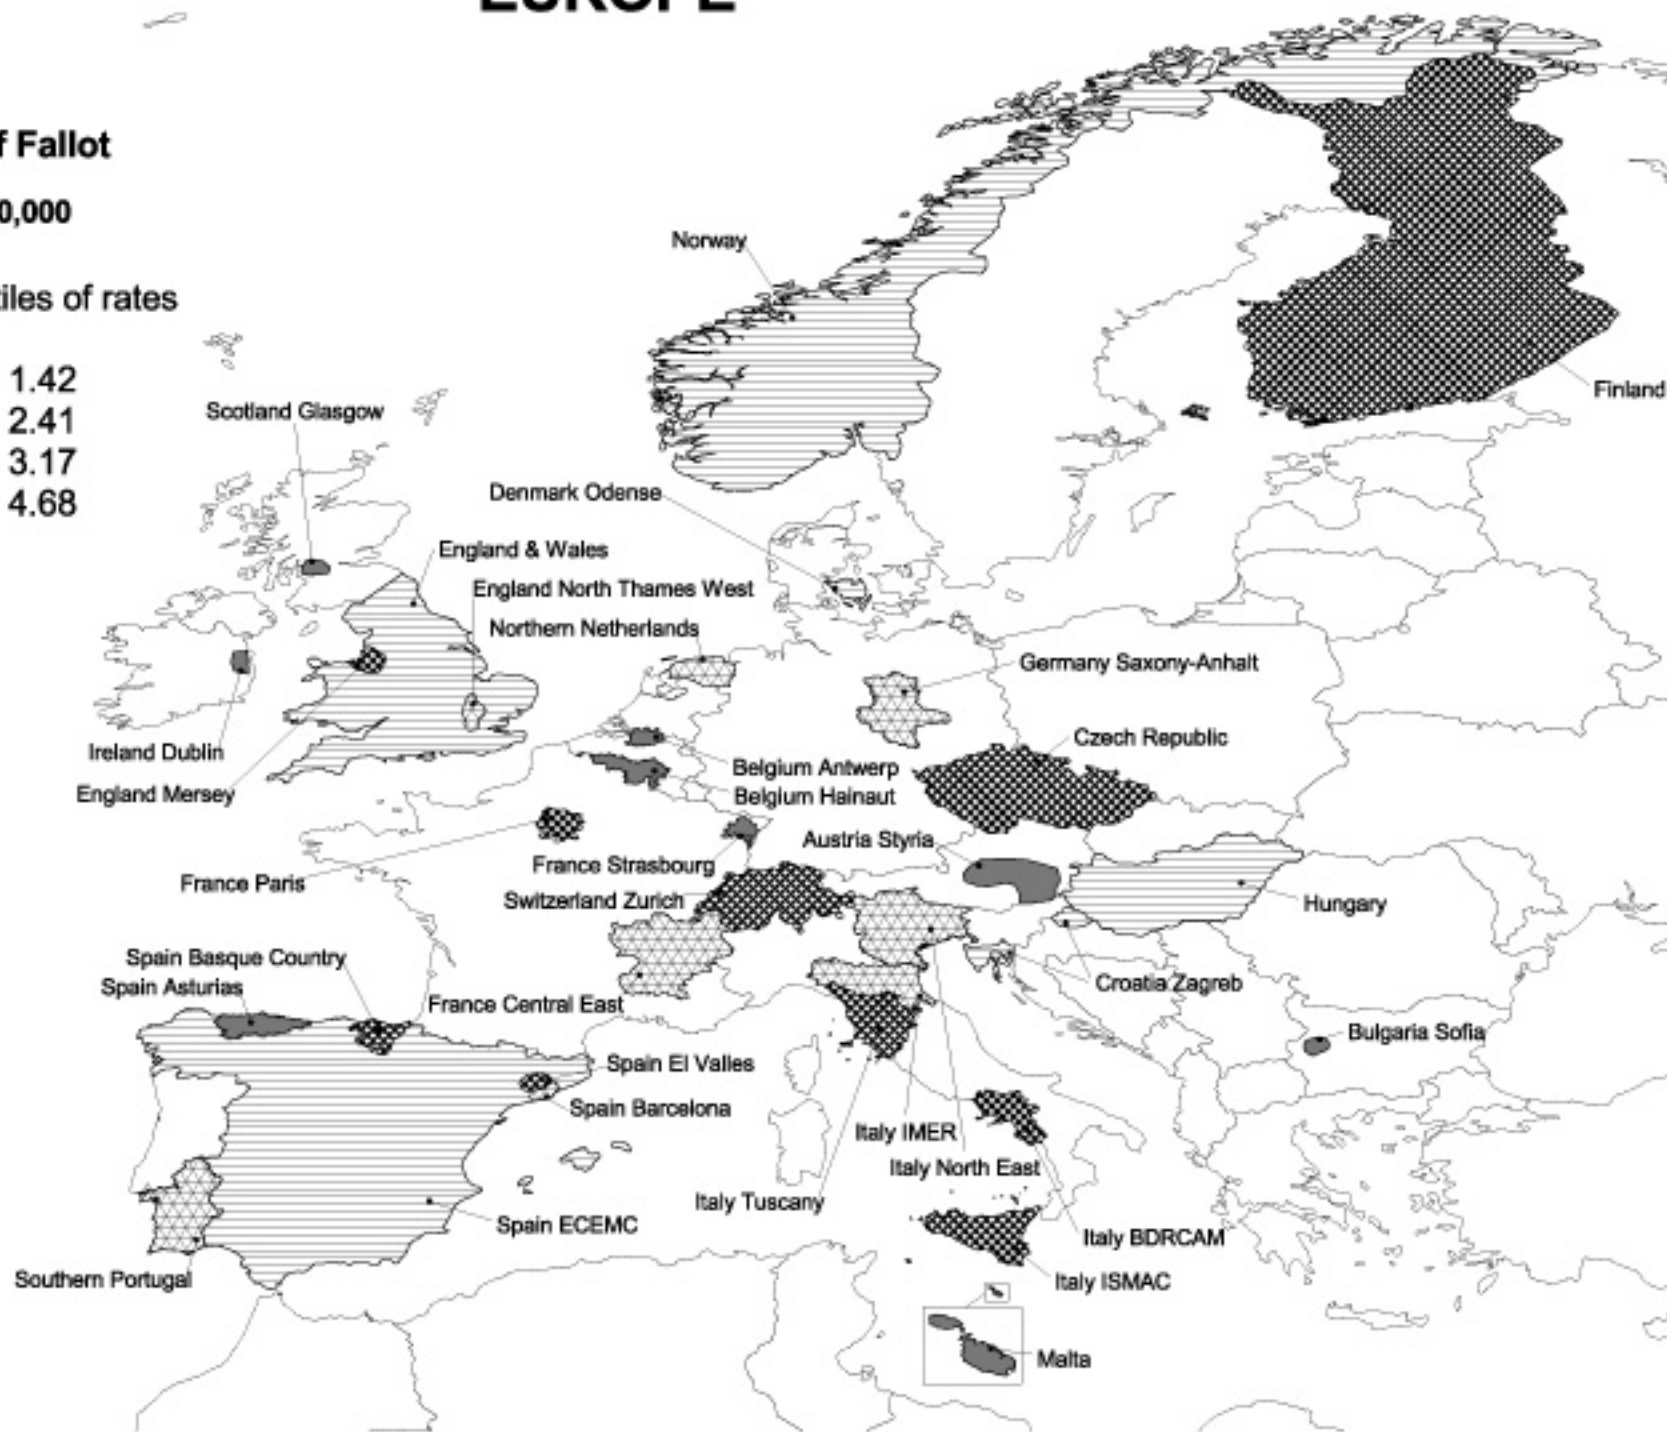 EUROPE
f Fallot
0,000
tiles of rates
1.42
2.41
3.17
4.68
Norway
Finland
Scotland Glasgow
Denmark Odense
England & Wales
England North Thames West
Northern Netherlands
Germany Saxony-Anhalt
Ireland Dublin
Czech Republic
Belgium Antwerp
England Mersey
Belgium Hainaut
Austria Styria
France Strasbourg
France Paris
Switzerland Zurich
Hungary
Spain Basque Country
Spain Asturias
Croatia Zagreb
France Central East
Bulgaria Sofia
Spain El Valles
Spain Barcelona
Italy IMER
Italy North East
Italy Tuscany
Spain ECEMC
Italy BDRCAM
Southern Portugal
Italy ISMAC
Malta